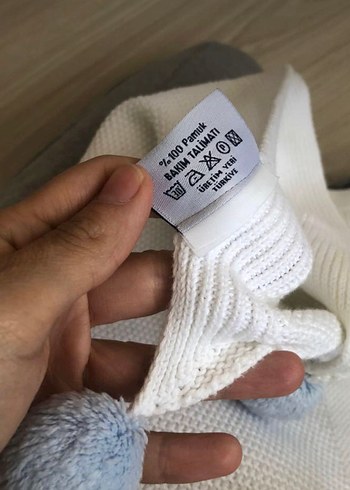 %100 Pamuk
BAKIM TALİMATI
ÜRETİM YERİ
TÜRKİYE